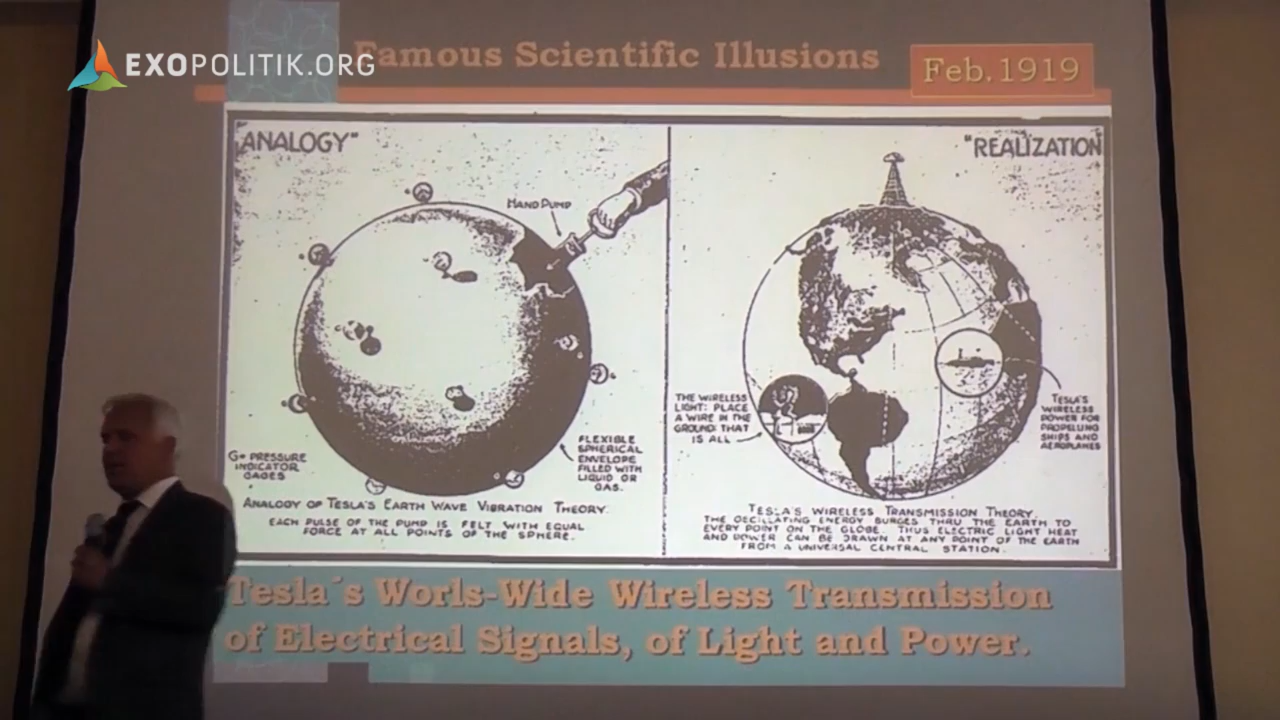 EXOPOLITIK.ORG
Famous Scientific Illusions
Feb. 1919
"ANALOGY"
HAND PUMP
G= PRESSURE
INDICATOR
GAGES
FLEXIBLE
SPHERICAL
ENVELOPE
FILLED WITH
LIQUID OR
GAS.
ANALOGY OF TESLA'S EARTH WAVE VIBRATION THEORY.
EACH PULSE OF THE PUMP IS FELT WITH EQUAL
FORCE AT ALL POINTS OF THE SPHERE.
"REALIZATION
THE WIRELESS
LIGHT: PLACE
A WIRE IN THE
GROUND: THAT
IS ALL
TESLA'S
WIRELESS
POWER FOR
PROPELLING
SHIPS AND
AEROPLANES
TESLA'S WIRELESS TRANSMISSION THEORY.
THE OSCILLATING ENERGY SURGES THRU THE EARTH TO
EVERY POINT ON THE GLOBE. THUS ELECTRIC LIGHT HEAT
AND POWER CAN BE DRAWN AT ANY POINT OF THE EARTH
FROM A UNIVERSAL CENTRAL STATION.
Tesla´s Worls-Wide Wireless Transmission
of Electrical Signals, of Light and Power.